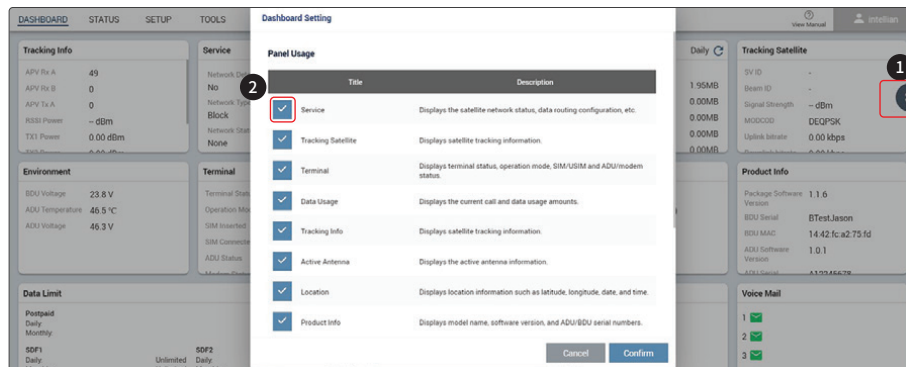 DASHBOARD STATUS SETUP TOOLS
Dashboard Setting
View Manual
intellian
Tracking Info
APV Rx A 49
APV Rx B 0
APV Tx A 0
RSSI Power -- dBm
TX1 Power 0.00 dBm
Service
No
Network Type
Block
None
Panel Usage
Title Description
Service Displays the satellite network status, data routing configuration, etc.
Tracking Satellite Displays satellite tracking information.
Terminal Displays terminal status, operation mode, SIM/USIM and ADU/modem
status.
Data Usage Displays the current call and data usage amounts.
Tracking Info Displays satellite tracking information.
Active Antenna Displays the active antenna information.
Location Displays location information such as latitude, longitude, date, and time.
Product Info Displays model name, software version, and ADU/BDU serial numbers.
Cancel Confirm
2
Daily
1.95MB
0.00MB
0.00MB
0.00MB
0.00MB
Tracking Satellite
SV ID -
Beam ID -
Signal Strength -- dBm
MODCOD DEQPSK
Uplink bitrate 0.00 kbps
1
Environment
BDU Voltage 23.8 V
ADU Temperature 46.5 °C
ADU Voltage 46.3 V
Terminal
Terminal Stat
Operation Mo
SIM Inserted
SIM Connecte
ADU Status
Product Info
Package Software 1.1.6
Version
BDU Serial BTestJason
BDU MAC 14:42:fc:a2:75:fd
ADU Software 1.0.1
Version
ADU Serial A12345678
Data Limit
Postpaid
Daily
Monthly
SDF1 SDF2
Daily Unlimited Daily
Voice Mail
1
2
3